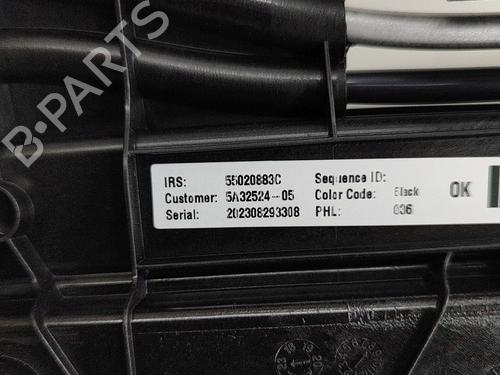 B-PARTS
IRS: 55020883C Sequence ID:
Customer: 5A32524-05 Color Code: Black OK
Serial: 202308293308 PHL: 036